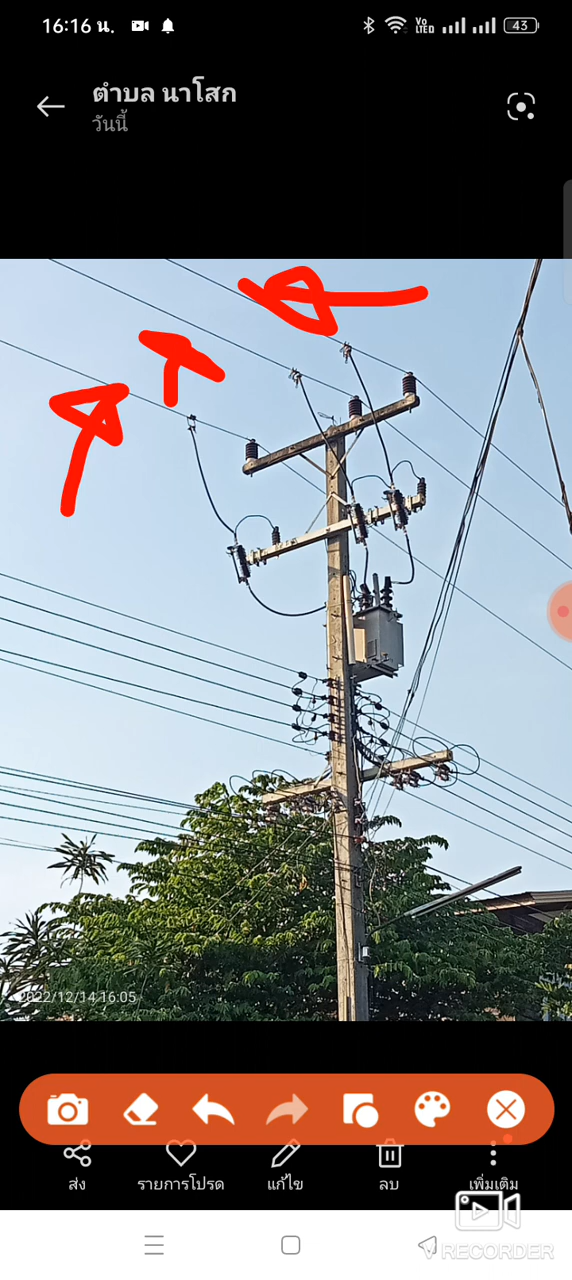 16:16 น.
Vo
LTED
43
ตำบล นาโสก
วันนี้
2022/12/14 16:05
ส่ง
รายการโปรด
แก้ไข
ลบ
เพิ่มเติม
V RECORDER